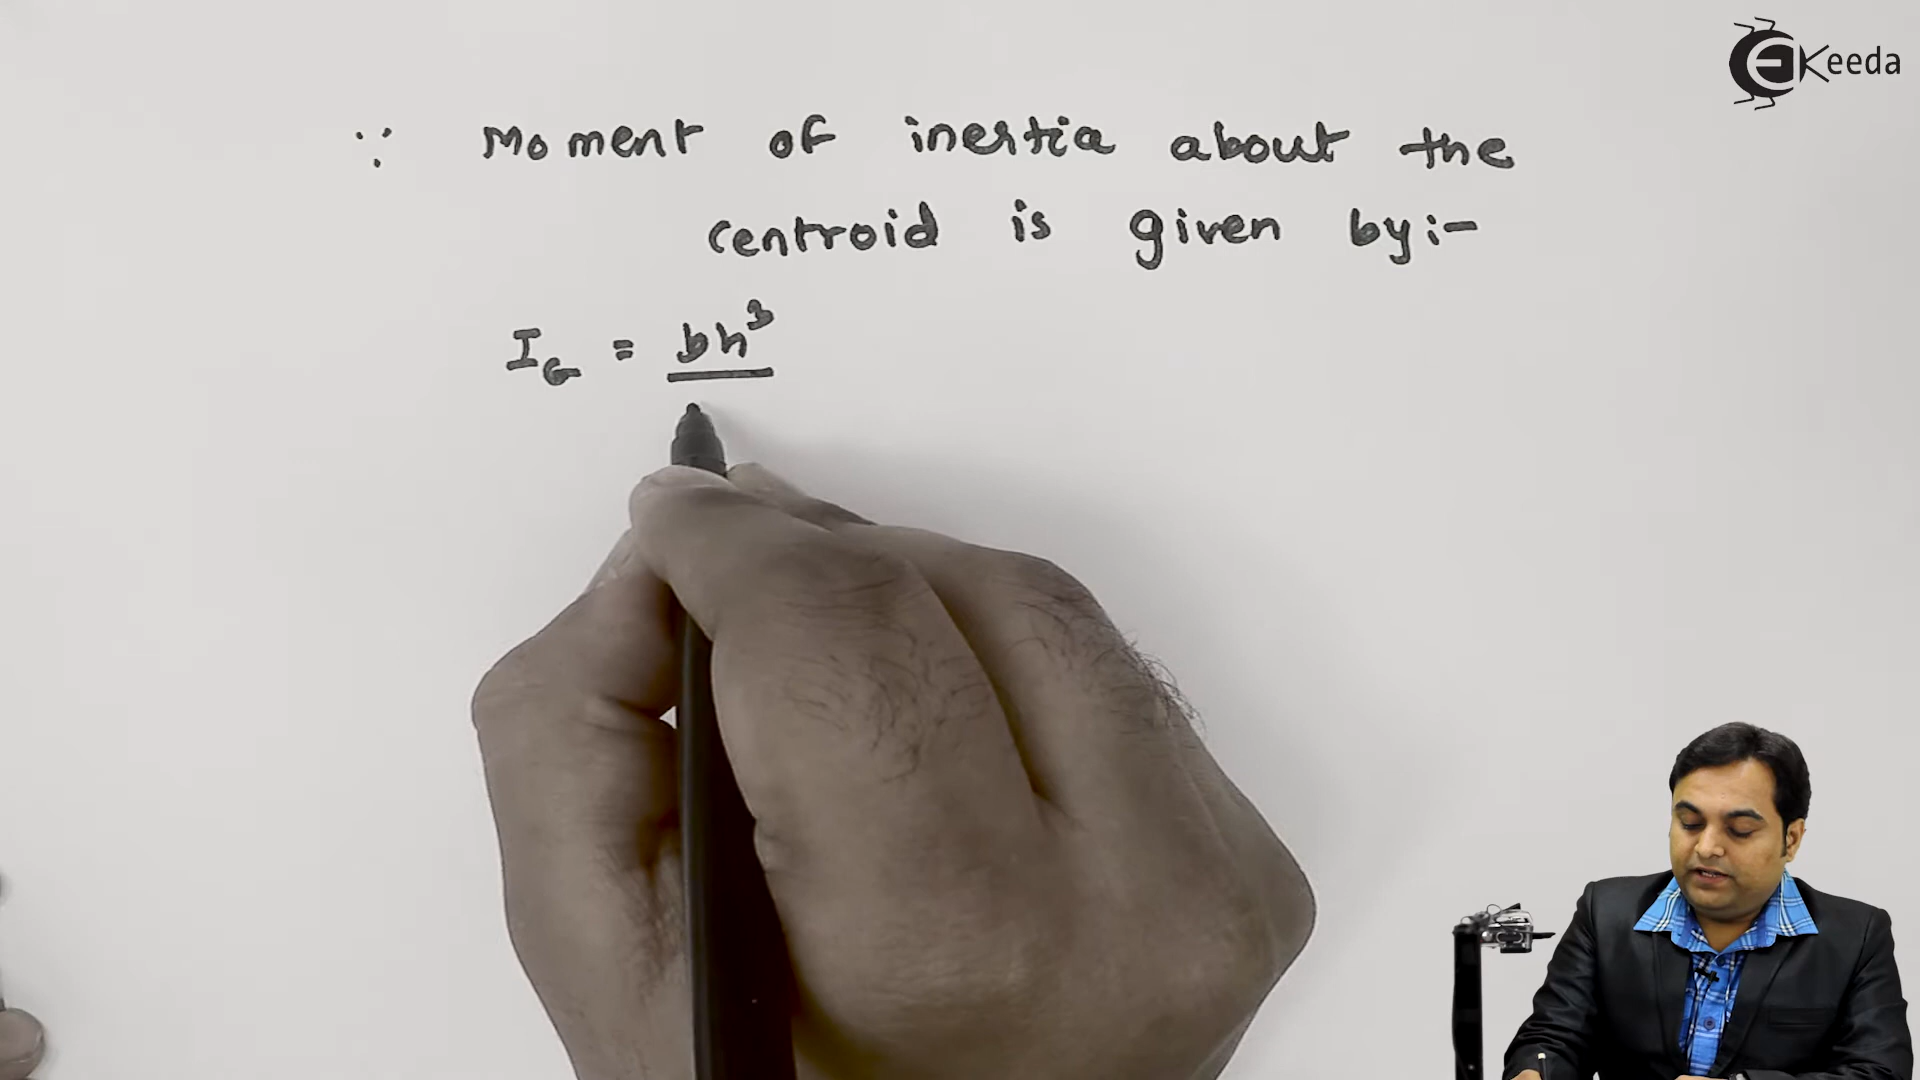 EKeeda
∵ Moment of inertia about the
centroid is given by:-
I_G = bh³